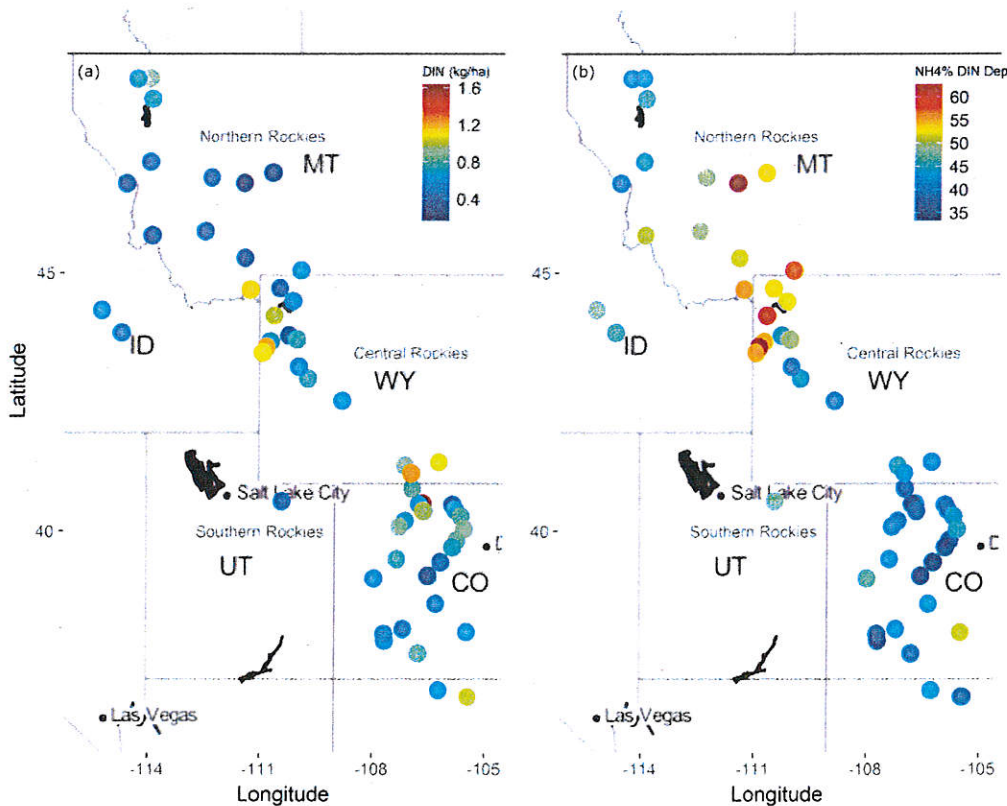 (a)
DIN (kg/ha)
1.6
1.2
0.8
0.4
Northern Rockies
MT
45
ID
Central Rockies
WY
Latitude
Salt Lake City
40
Southern Rockies
UT
CO
D
Las Vegas
-114
-111
-108
-105
Longitude
(b)
NH4% DIN Dep
60
55
50
45
40
35
Northern Rockies
MT
45
ID
Central Rockies
WY
Salt Lake City
40
Southern Rockies
UT
CO
D
Las Vegas
-114
-111
-108
-105
Longitude